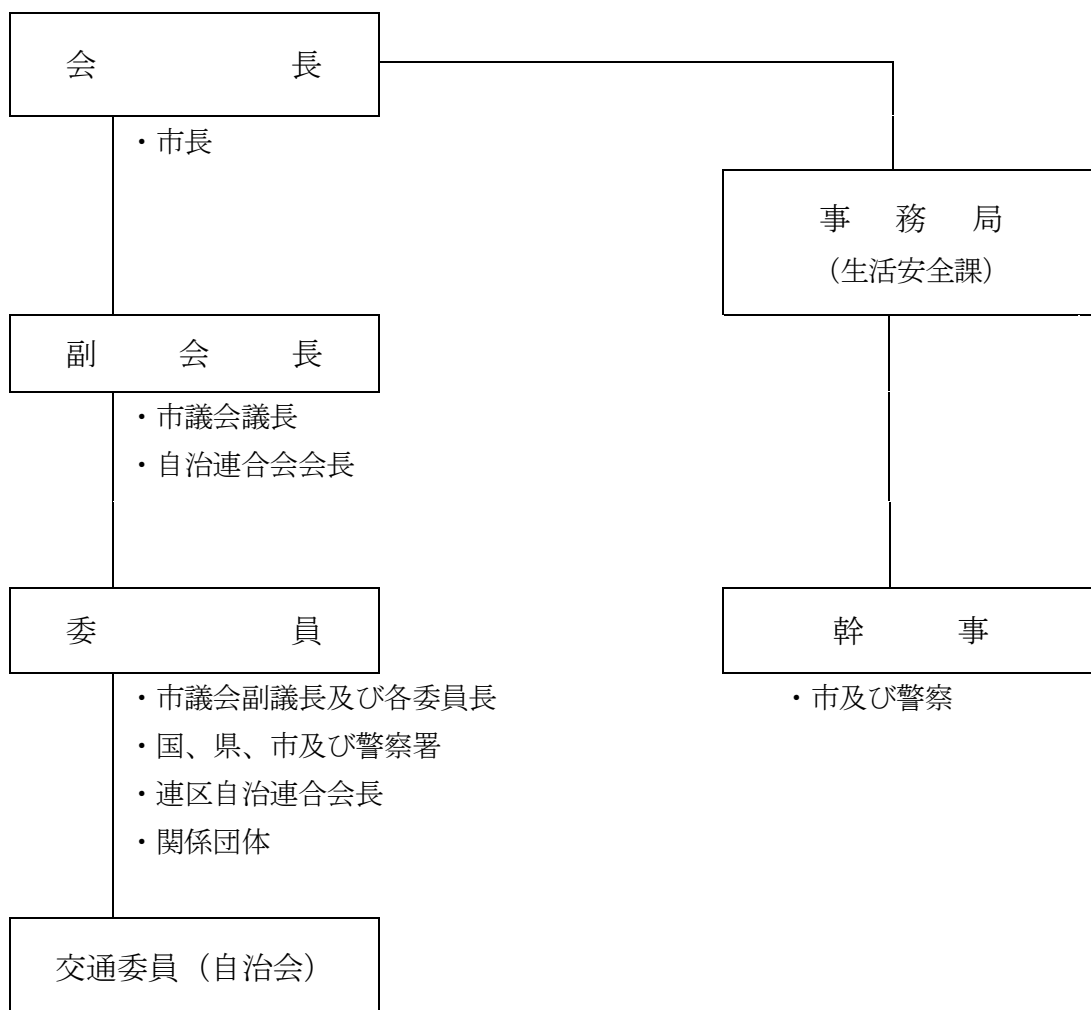 会長
・市長
事務局
（生活安全課）
副会長
・市議会議長
・自治連合会会長
委員
・市議会副議長及び各委員長
・国、県、市及び警察署
・連区自治連合会長
・関係団体
幹事
・市及び警察
交通委員（自治会）